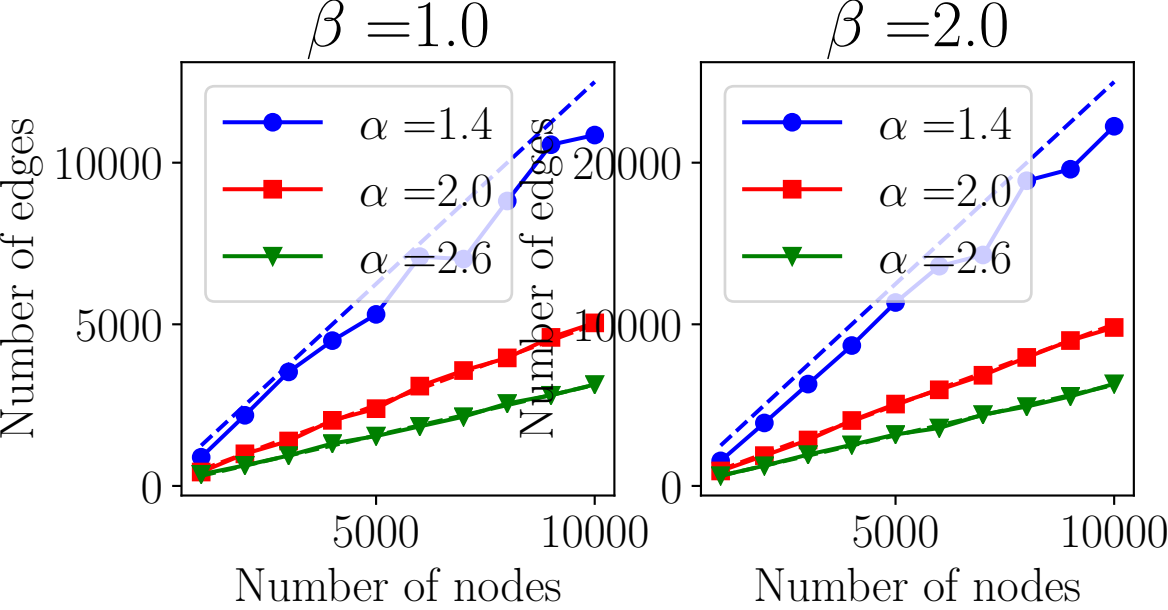 β =1.0
Number of edges
10000
5000
0
α =1.4
α =2.0
α =2.6
5000
10000
Number of nodes
β =2.0
Number of edges
20000
10000
0
α =1.4
α =2.0
α =2.6
5000
10000
Number of nodes